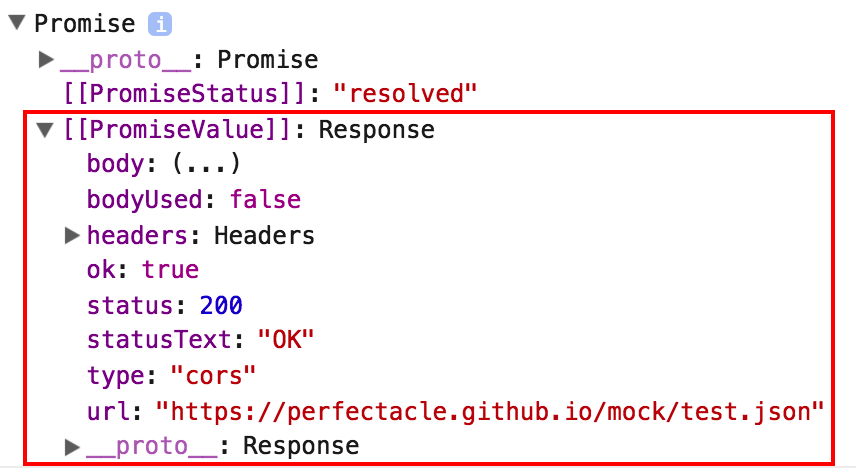 ▼ Promise i
▶ __proto__: Promise
[[PromiseStatus]]: "resolved"
▼ [[PromiseValue]]: Response
body: (...)
bodyUsed: false
▶ headers: Headers
ok: true
status: 200
statusText: "OK"
type: "cors"
url: "https://perfectacle.github.io/mock/test.json"
▶ __proto__: Response